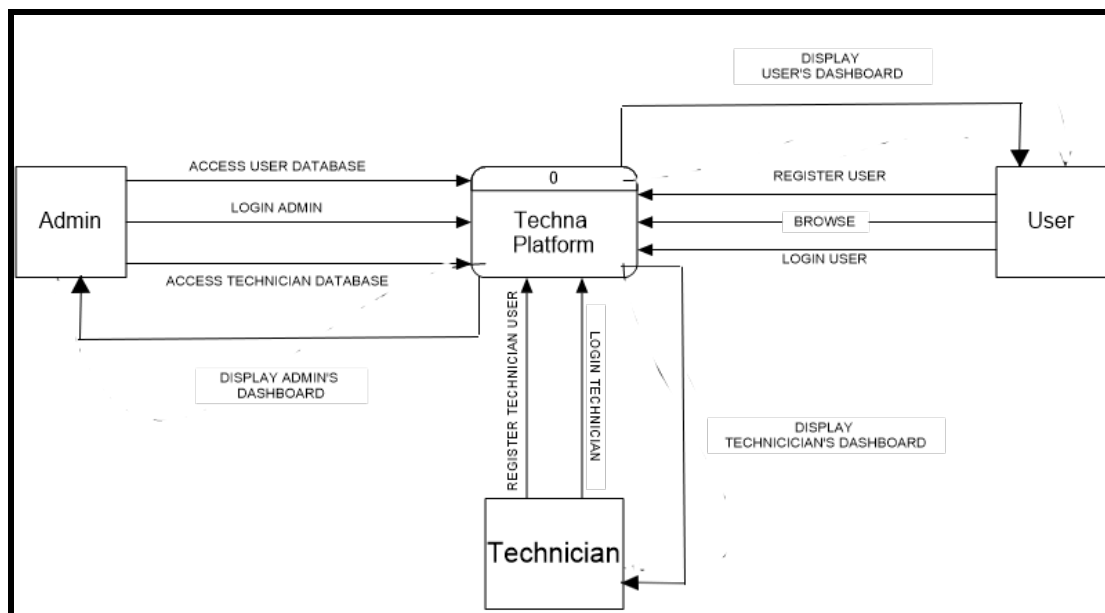 DISPLAY
USER'S DASHBOARD
ACCESS USER DATABASE
0
REGISTER USER
Admin
LOGIN ADMIN
Techna
Platform
BROWSE
User
LOGIN USER
ACCESS TECHNICIAN DATABASE
REGISTER TECHNICIAN USER
LOGIN TECHNICIAN
DISPLAY ADMIN'S
DASHBOARD
DISPLAY
TECHNICICIAN'S DASHBOARD
Technician